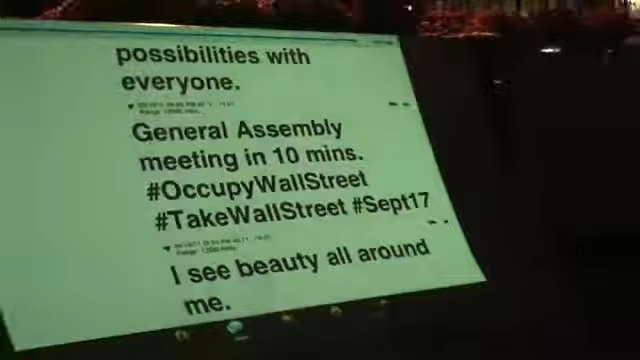 possibilities with
everyone.
General Assembly
meeting in 10 mins.
#OccupyWallStreet
#TakeWallStreet #Sept17
I see beauty all around
me.